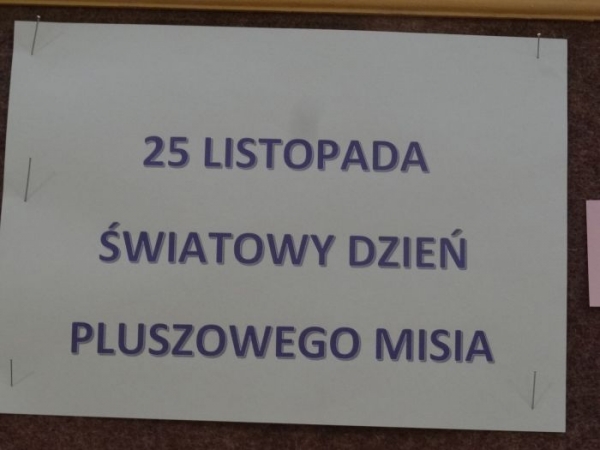 25 LISTOPADA
ŚWIATOWY DZIEŃ
PLUSZOWEGO MISIA